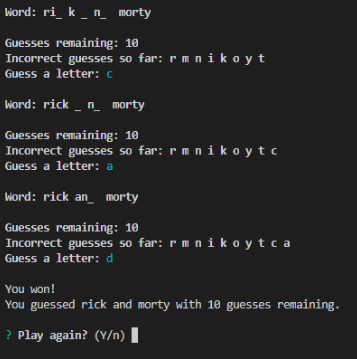 Word: ri_ k _ n_  morty
Guesses remaining: 10
Incorrect guesses so far: r m n i k o y t
Guess a letter: c
Word: rick _ n_  morty
Guesses remaining: 10
Incorrect guesses so far: r m n i k o y t c
Guess a letter: a
Word: rick an_  morty
Guesses remaining: 10
Incorrect guesses so far: r m n i k o y t c a
Guess a letter: d
You won!
You guessed rick and morty with 10 guesses remaining.
? Play again? (Y/n)